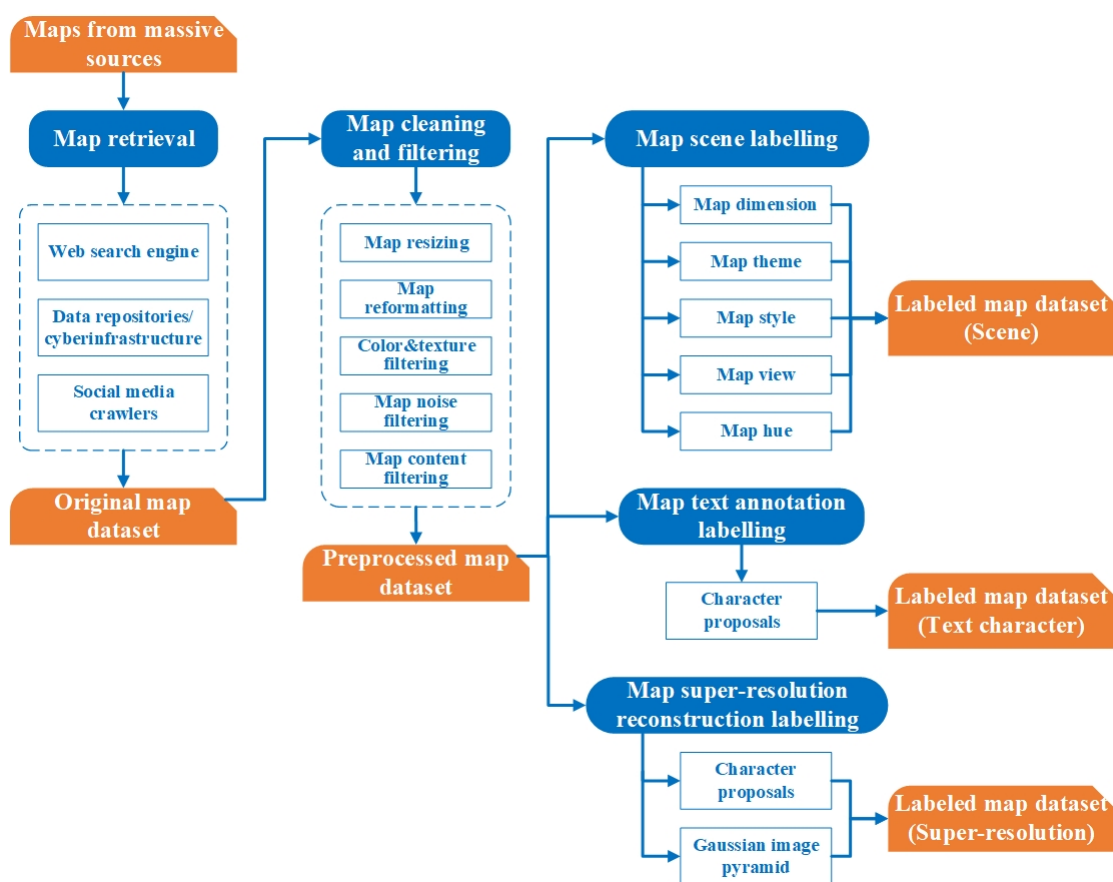 Maps from massive
sources
Map retrieval
Web search engine
Data repositories/
cyberinfrastructure
Social media
crawlers
Original map
dataset
Map cleaning
and filtering
Map resizing
Map
reformatting
Color&texture
filtering
Map noise
filtering
Map content
filtering
Preprocessed map
dataset
Map scene labelling
Map dimension
Map theme
Map style
Map view
Map hue
Labeled map dataset
(Scene)
Map text annotation
labelling
Character
proposals
Labeled map dataset
(Text character)
Map super-resolution
reconstruction labelling
Character
proposals
Gaussian image
pyramid
Labeled map dataset
(Super-resolution)